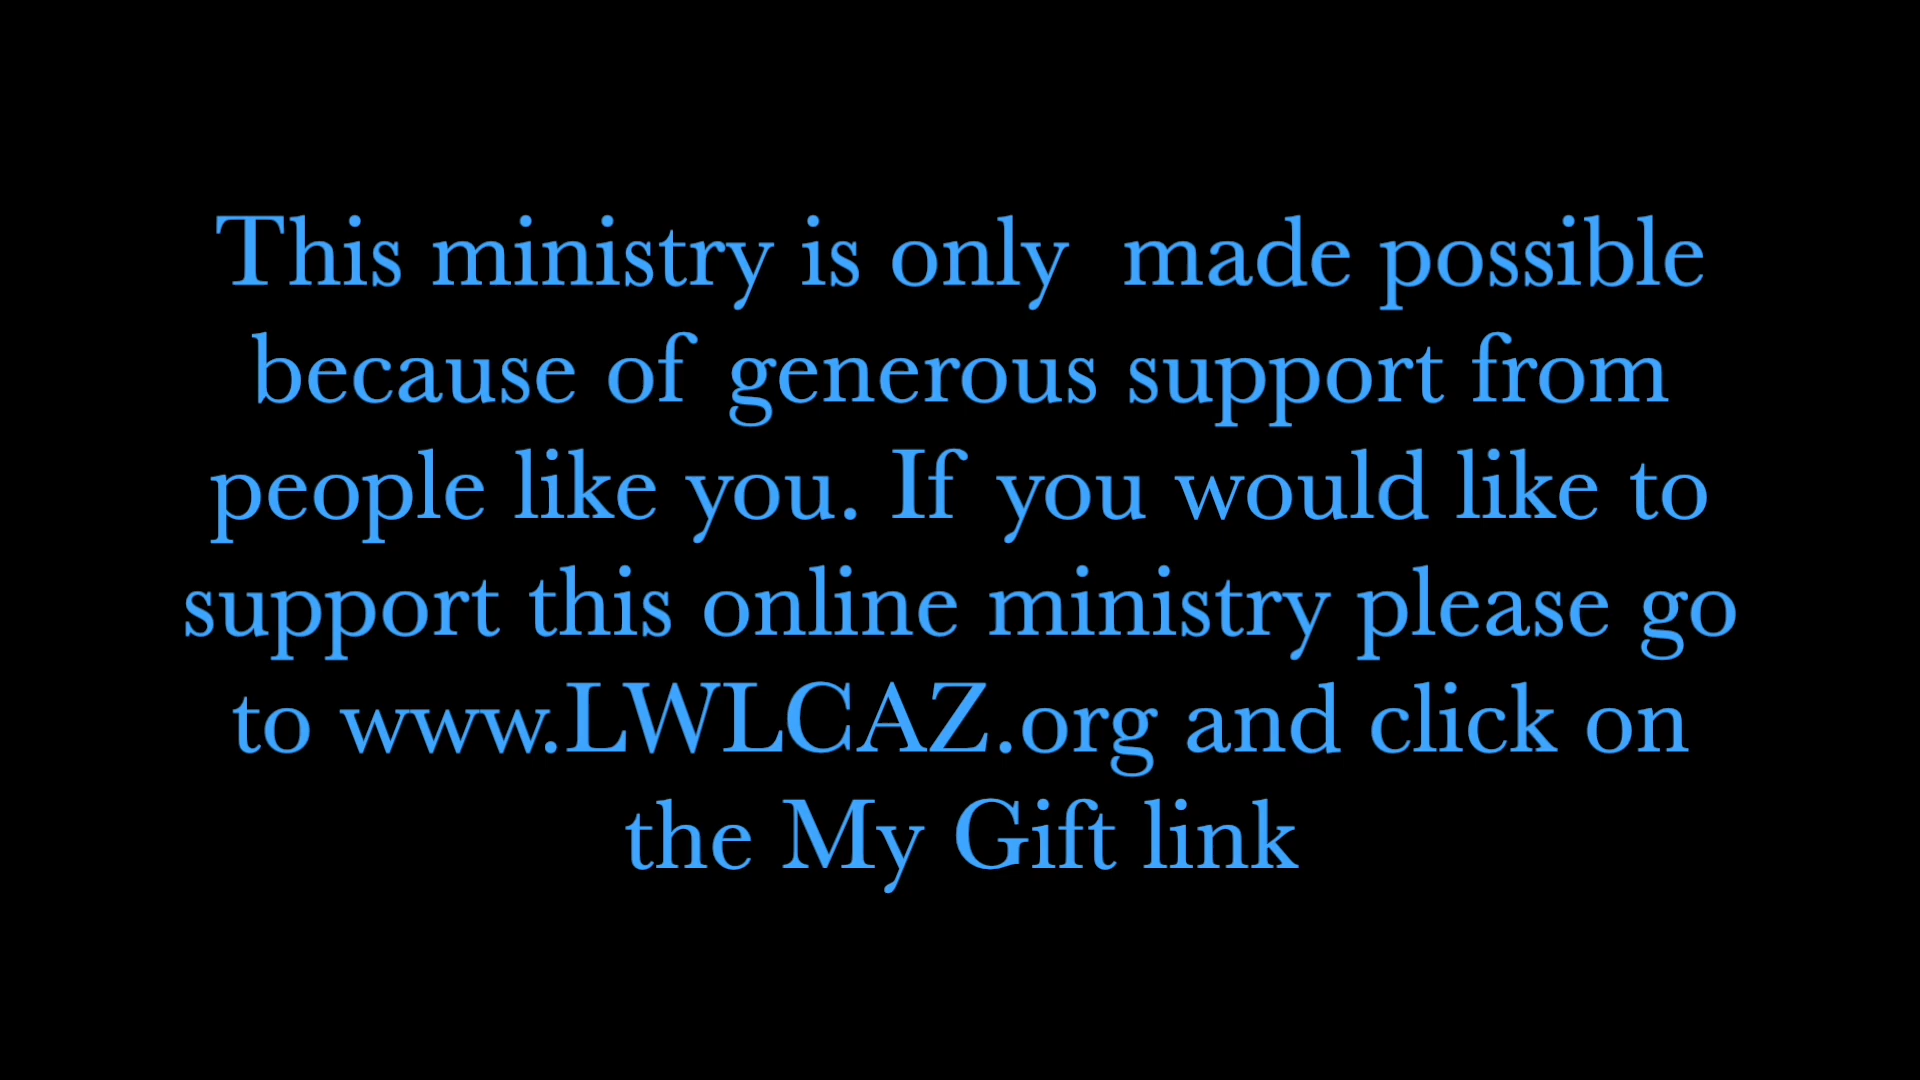 This ministry is only  made possible
because of generous support from
people like you. If you would like to
support this online ministry please go
to www.LWLCAZ.org and click on
the My Gift link